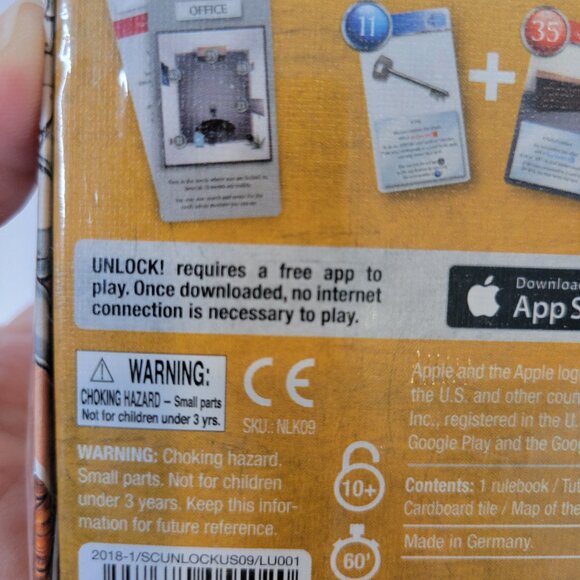 OFFICE
11
+
35
UNLOCK! requires a free app to
play. Once downloaded, no internet
connection is necessary to play.
Download
App S
WARNING:
CHOKING HAZARD – Small parts
Not for children under 3 yrs.
CE
SKU.: NLK09
Apple and the Apple log
the U.S. and other coun
Inc., registered in the U.
Google Play and the Goo
WARNING: Choking hazard.
Small parts. Not for children
under 3 years. Keep this infor-
mation for future reference.
10+
Contents: 1 rulebook / Tut
Cardboard tile / Map of the
60'
Made in Germany.
2018-1/SCUNLOCKUS09/LU001